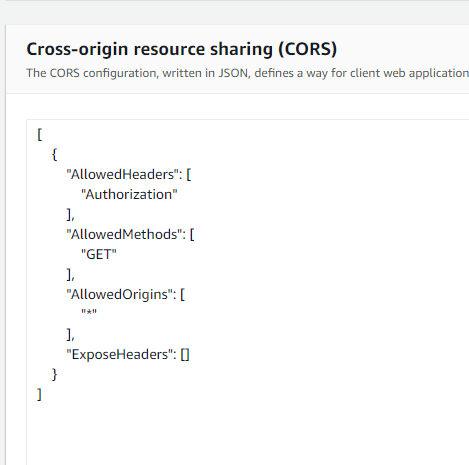 Cross-origin resource sharing (CORS)
The CORS configuration, written in JSON, defines a way for client web application
[
{
"AllowedHeaders": [
"Authorization"
],
"AllowedMethods": [
"GET"
],
"AllowedOrigins": [
"*"
],
"ExposeHeaders": []
}
]